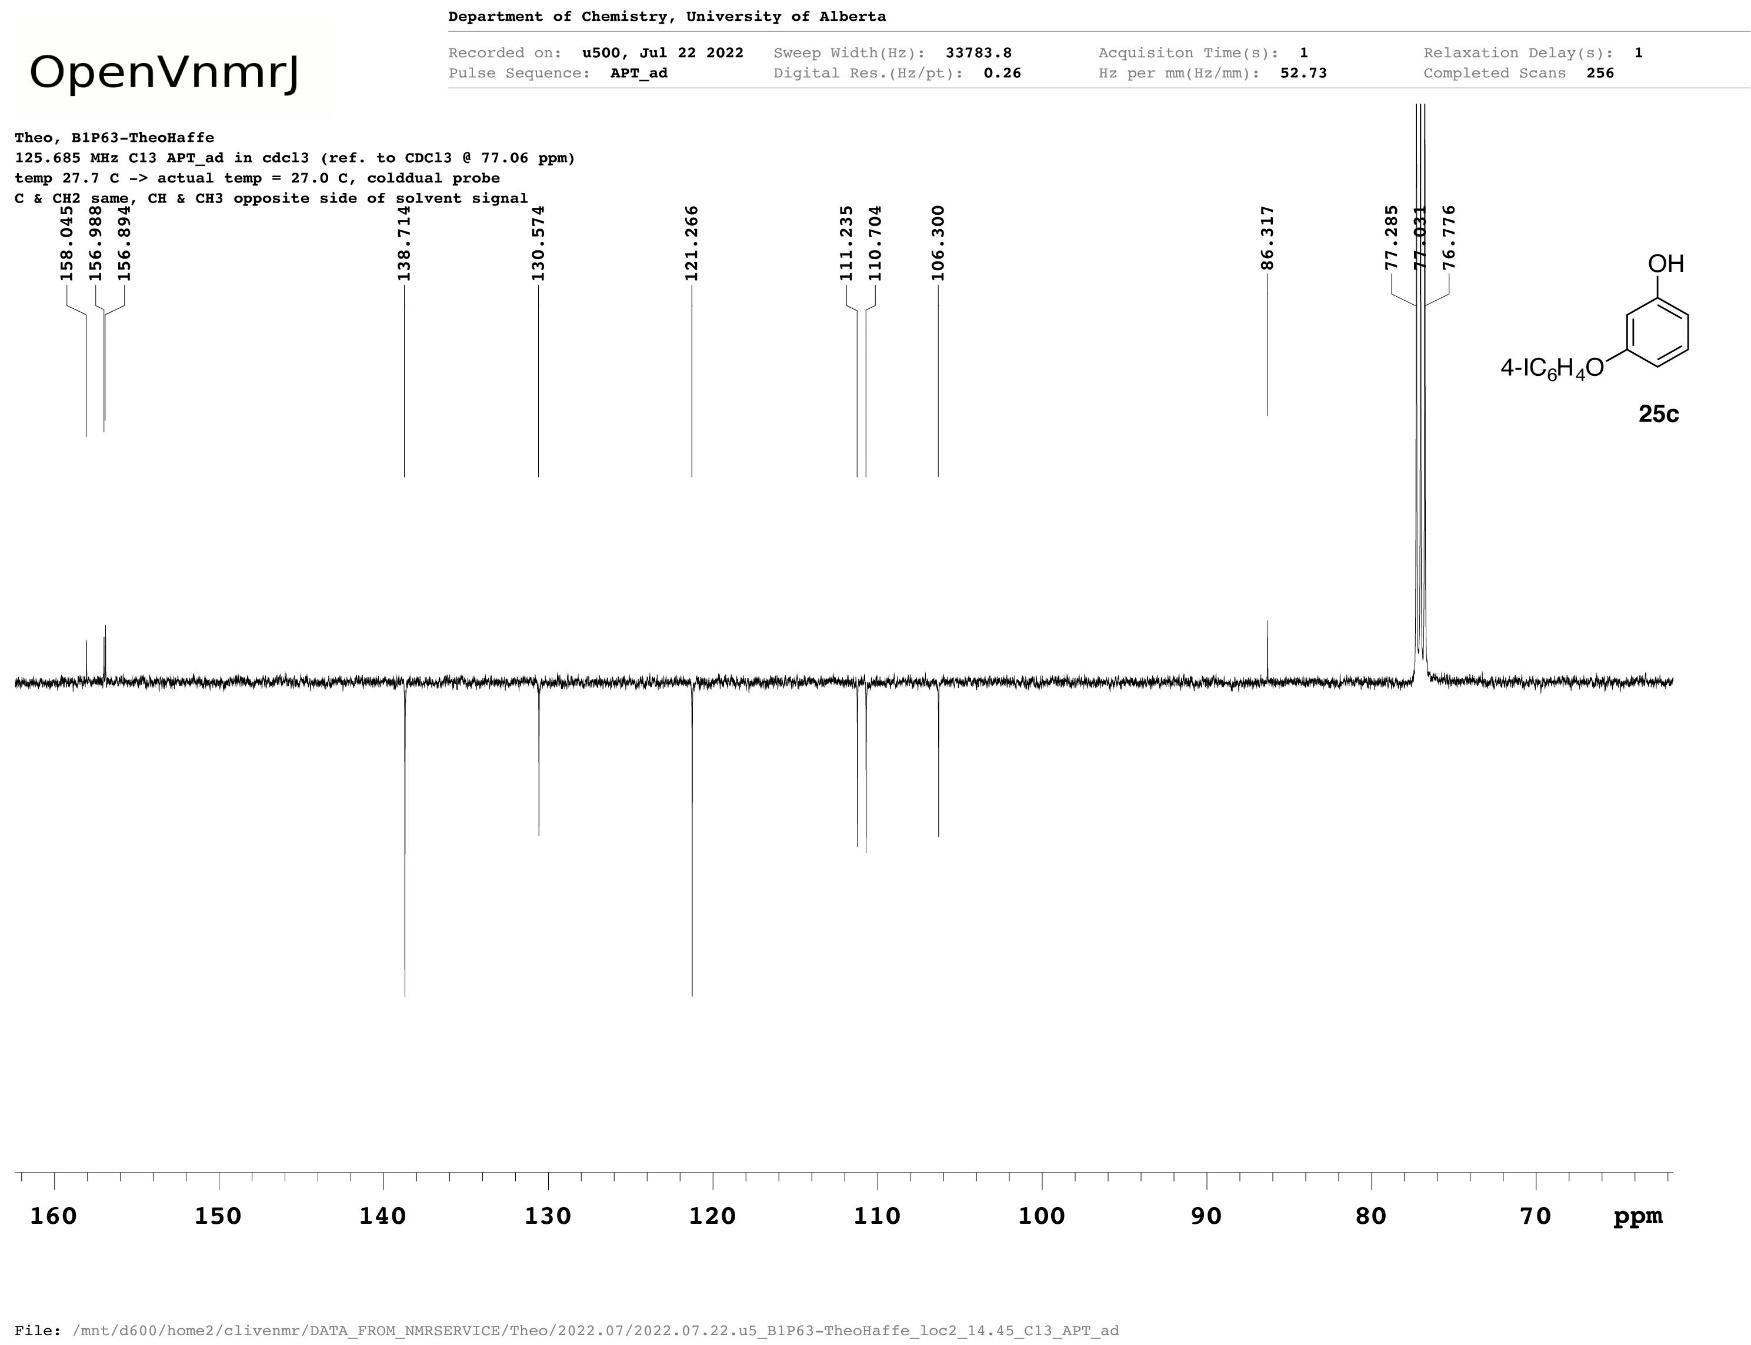 Department of Chemistry, University of Alberta
OpenVnmrJ
Recorded on: u500, Jul 22 2022 Sweep Width(Hz): 33783.8 Acquisiton Time(s): 1 Relaxation Delay(s): 1
Pulse Sequence: APT_ad Digital Res.(Hz/pt): 0.26 Hz per mm(Hz/mm): 52.73 Completed Scans 256
Theo, B1P63-TheoHaffe
125.685 MHz C13 APT_ad in cdcl3 (ref. to CDCl3 @ 77.06 ppm)
temp 27.7 C -> actual temp = 27.0 C, colddual probe
C & CH2 same, CH & CH3 opposite side of solvent signal
158.045 156.988 156.894 138.714 130.574 121.266 111.235 110.704 106.300 86.317 77.285 77.031 76.776
OH
4-IC6H4O
25c
160 150 140 130 120 110 100 90 80 70 ppm
File: /mnt/d600/home2/clivenmr/DATA_FROM_NMRSERVICE/Theo/2022.07/2022.07.22.u5_B1P63-TheoHaffe_loc2_14.45_C13_APT_ad